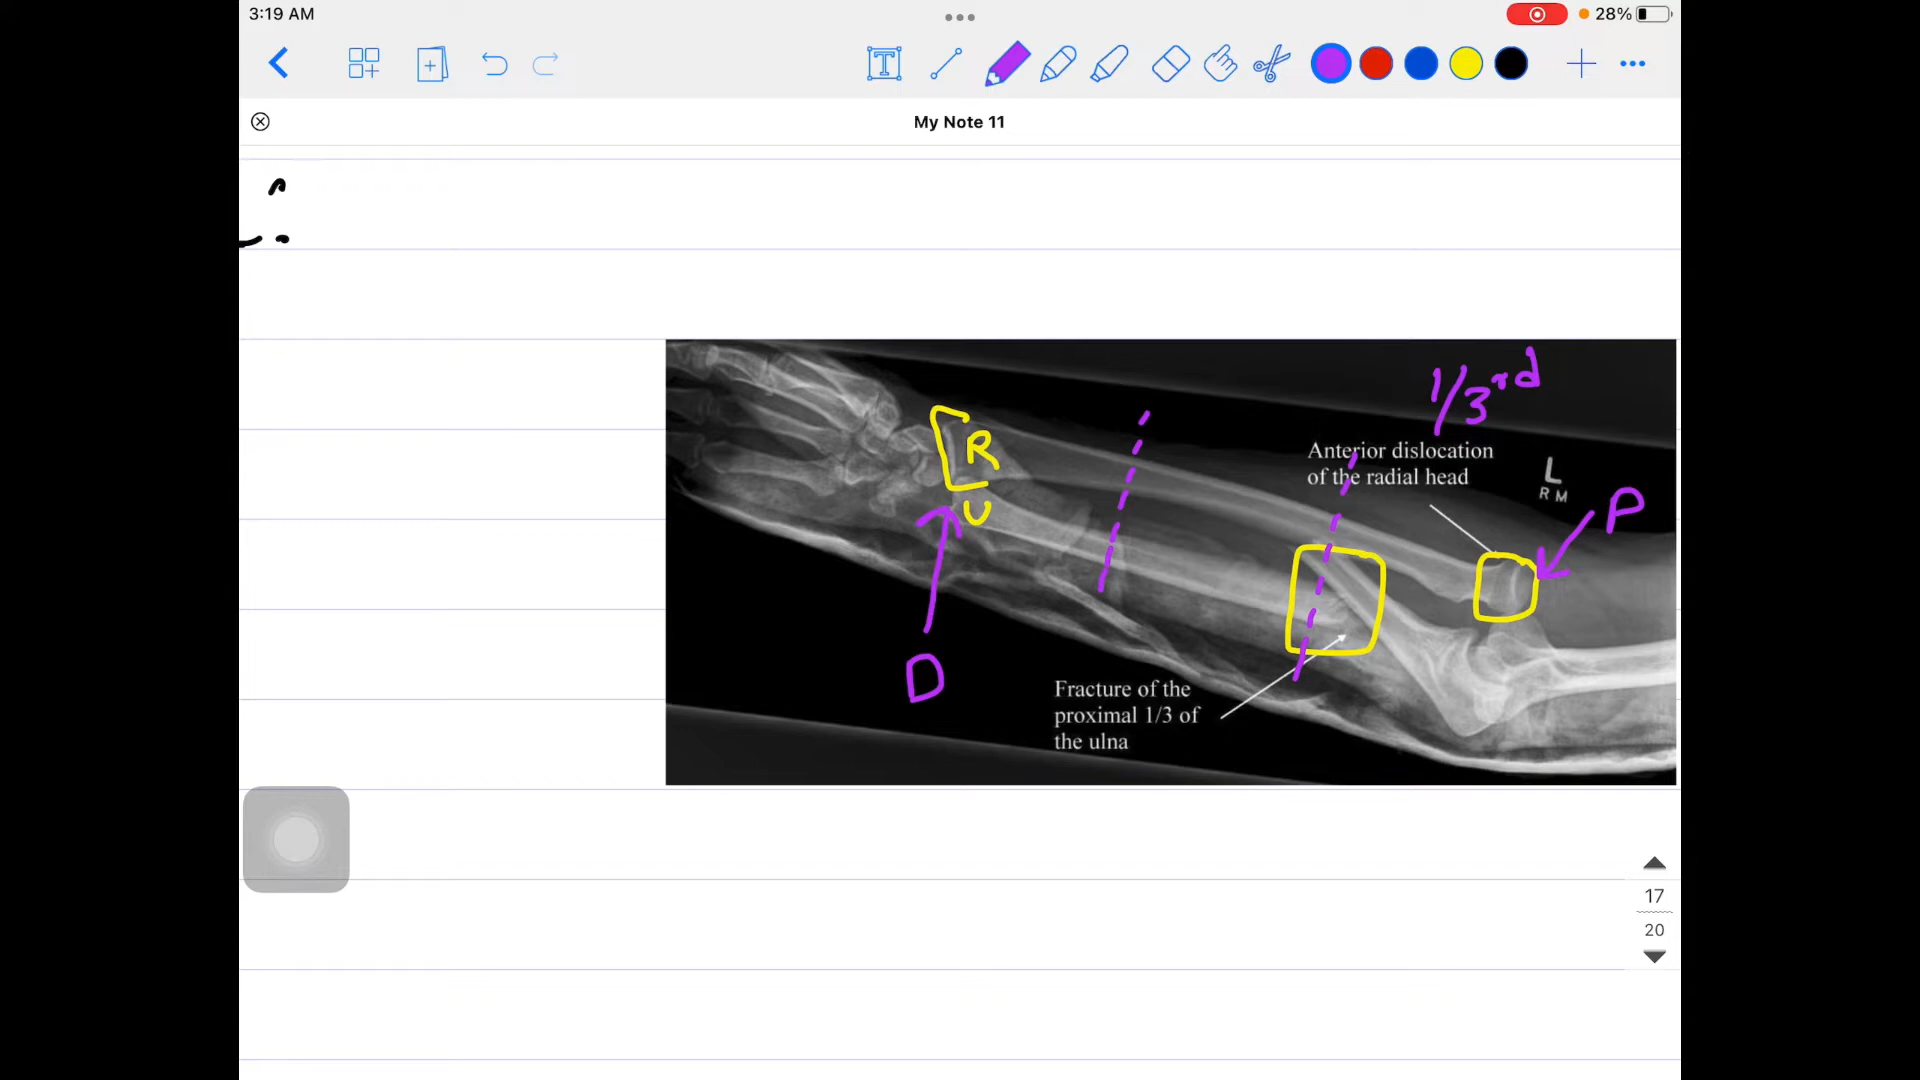 3:19 AM
28%
T
My Note 11
1/3rd
Anterior dislocation
of the radial head
L
R M
R
U
P
D
Fracture of the
proximal 1/3 of
the ulna
17
20